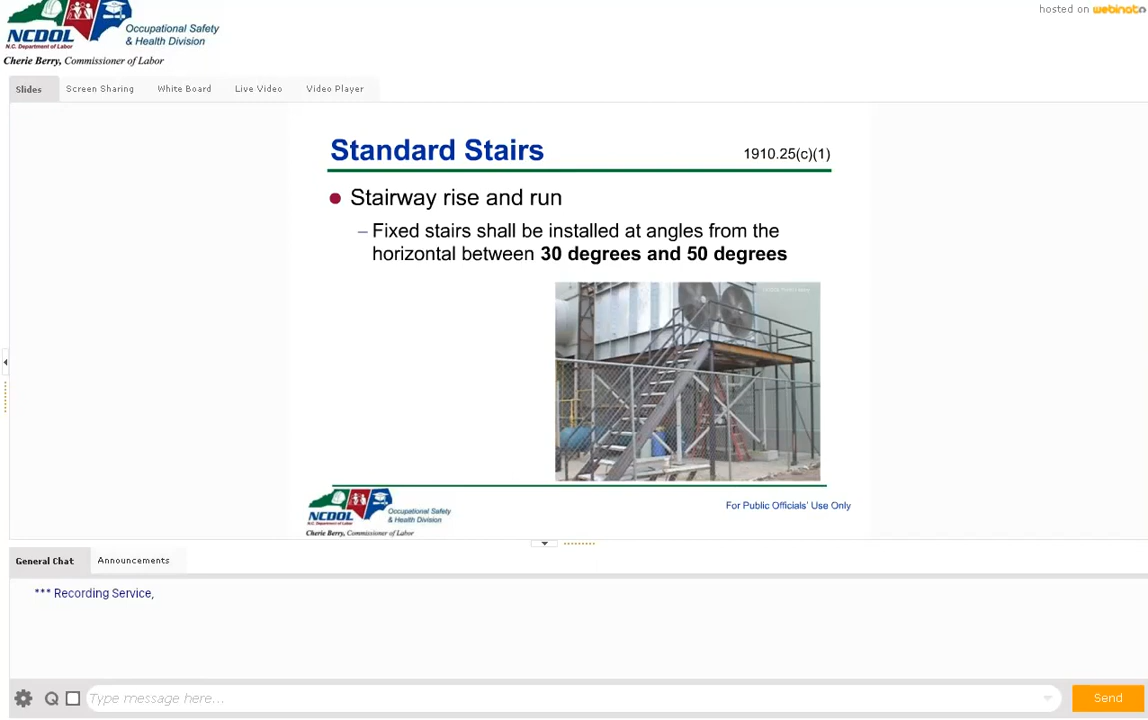 hosted on webinato
NCDOL
N.C. Department of Labor
Occupational Safety
& Health Division
Cherie Berry, Commissioner of Labor
Slides
Screen Sharing
White Board
Live Video
Video Player
Standard Stairs
1910.25(c)(1)
Stairway rise and run
– Fixed stairs shall be installed at angles from the
horizontal between 30 degrees and 50 degrees
NCDOL
N.C. Department of Labor
Occupational Safety
& Health Division
Cherie Berry, Commissioner of Labor
For Public Officials' Use Only
General Chat
Announcements
*** Recording Service,
Type message here...
Send